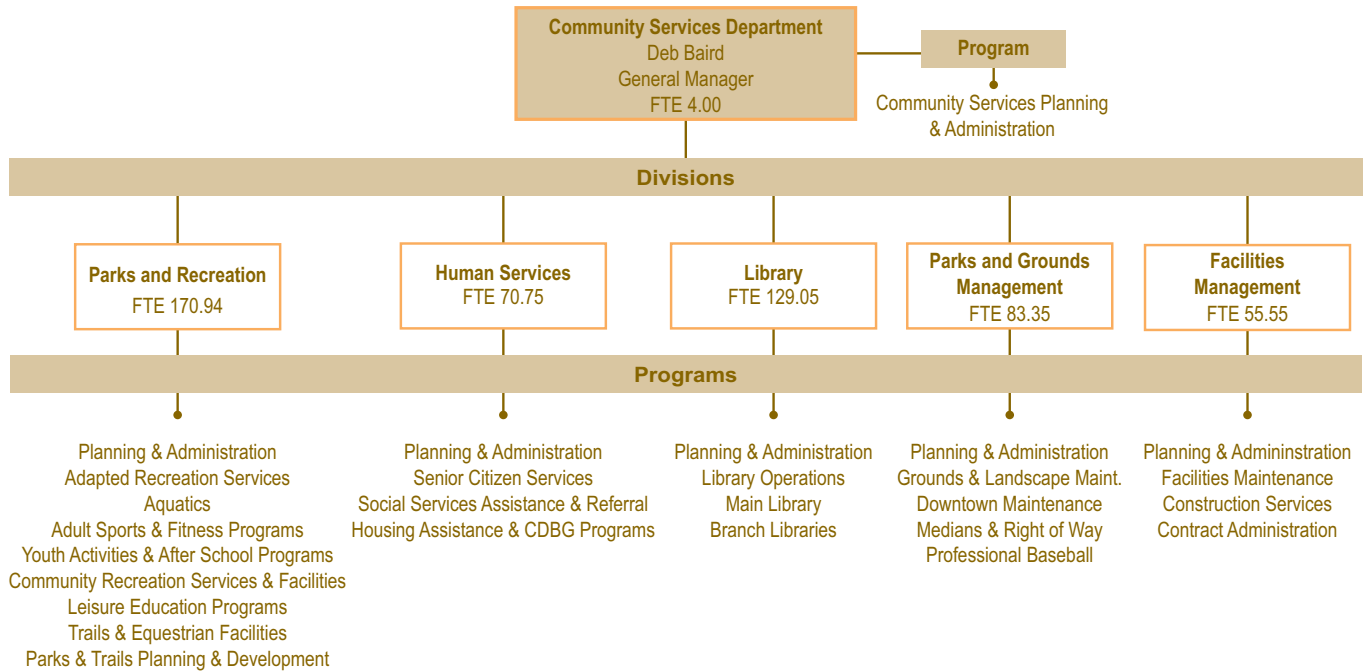 Community Services Department
Deb Baird
General Manager
FTE 4.00
Program
Community Services Planning
& Administration
Divisions
Parks and Recreation
FTE 170.94
Human Services
FTE 70.75
Library
FTE 129.05
Parks and Grounds
Management
FTE 83.35
Facilities
Management
FTE 55.55
Programs
Planning & Administration
Adapted Recreation Services
Aquatics
Adult Sports & Fitness Programs
Youth Activities & After School Programs
Community Recreation Services & Facilities
Leisure Education Programs
Trails & Equestrian Facilities
Parks & Trails Planning & Development
Planning & Administration
Senior Citizen Services
Social Services Assistance & Referral
Housing Assistance & CDBG Programs
Planning & Administration
Library Operations
Main Library
Branch Libraries
Planning & Administration
Grounds & Landscape Maint.
Downtown Maintenance
Medians & Right of Way
Professional Baseball
Planning & Admininstration
Facilities Maintenance
Construction Services
Contract Administration